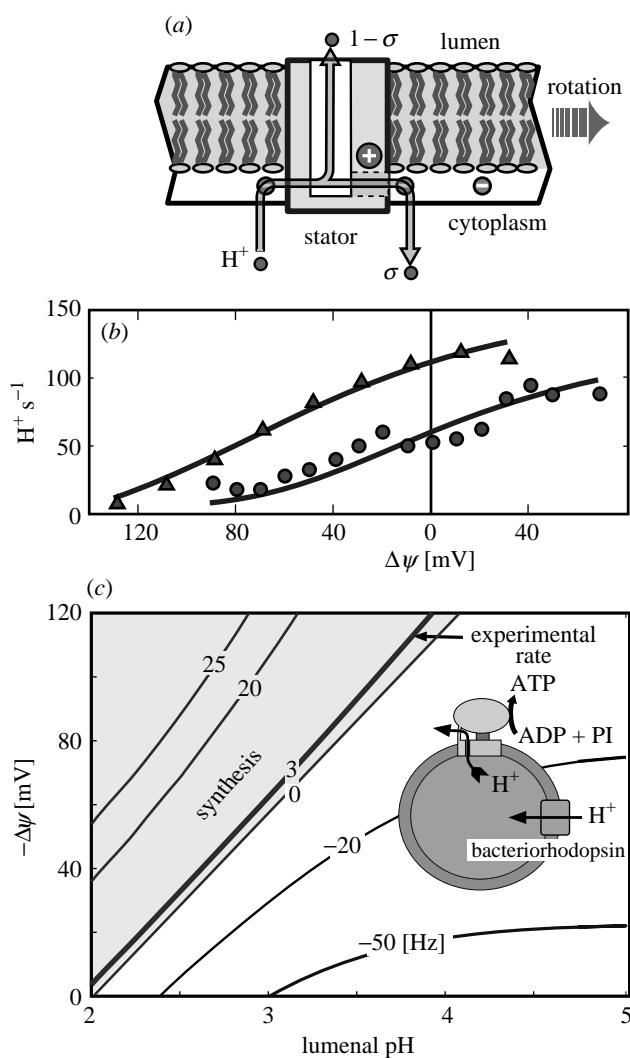 (a)
1 – σ
lumen
rotation
+
–
cytoplasm
stator
H⁺
σ
(b)
150
100
50
0
H⁺ s⁻¹
120
80
40
0
40
Δψ [mV]
(c)
120
80
40
0
–Δψ [mV]
25
20
synthesis
3
0
–20
–50 [Hz]
experimental
rate
ATP
ADP + PI
H⁺
H⁺
bacteriorhodopsin
2
3
4
5
lumenal pH